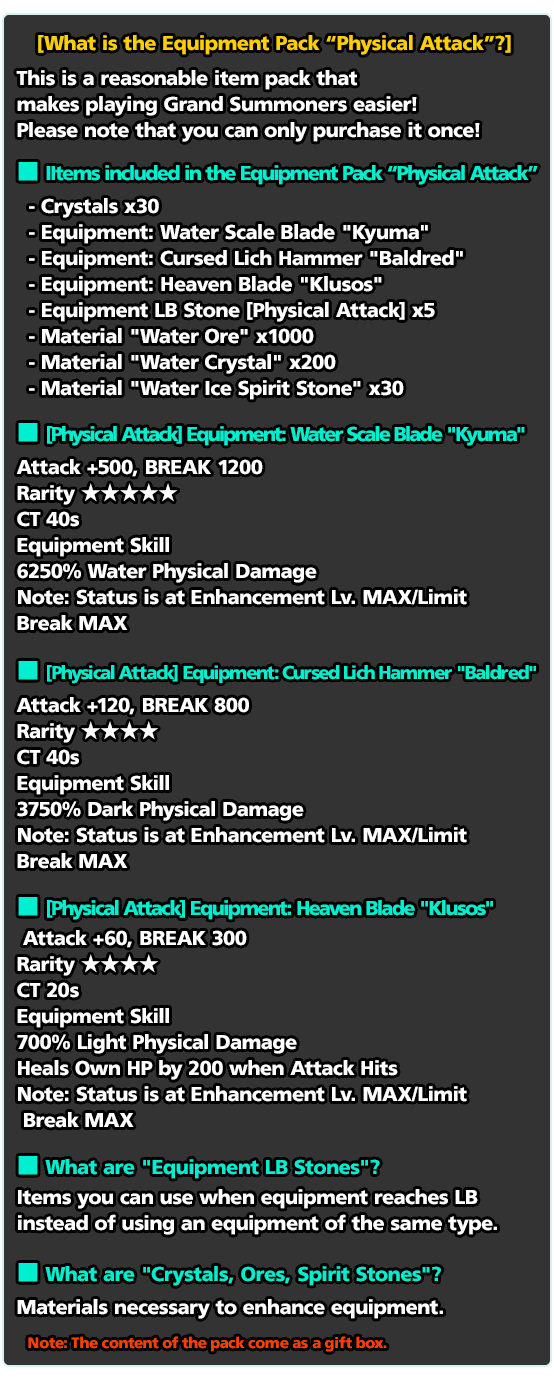 [What is the Equipment Pack “Physical Attack”?]
This is a reasonable item pack that
makes playing Grand Summoners easier!
Please note that you can only purchase it once!
■ IItems included in the Equipment Pack “Physical Attack”
- Crystals x30
- Equipment: Water Scale Blade "Kyuma"
- Equipment: Cursed Lich Hammer "Baldred"
- Equipment: Heaven Blade "Klusos"
- Equipment LB Stone [Physical Attack] x5
- Material "Water Ore" x1000
- Material "Water Crystal" x200
- Material "Water Ice Spirit Stone" x30
■ [Physical Attack] Equipment: Water Scale Blade "Kyuma"
Attack +500, BREAK 1200
Rarity ★★★★★
CT 40s
Equipment Skill
6250% Water Physical Damage
Note: Status is at Enhancement Lv. MAX/Limit
Break MAX
■ [Physical Attack] Equipment: Cursed Lich Hammer "Baldred"
Attack +120, BREAK 800
Rarity ★★★★
CT 40s
Equipment Skill
3750% Dark Physical Damage
Note: Status is at Enhancement Lv. MAX/Limit
Break MAX
■ [Physical Attack] Equipment: Heaven Blade "Klusos"
Attack +60, BREAK 300
Rarity ★★★★
CT 20s
Equipment Skill
700% Light Physical Damage
Heals Own HP by 200 when Attack Hits
Note: Status is at Enhancement Lv. MAX/Limit
Break MAX
■ What are "Equipment LB Stones"?
Items you can use when equipment reaches LB
instead of using an equipment of the same type.
■ What are "Crystals, Ores, Spirit Stones"?
Materials necessary to enhance equipment.
Note: The content of the pack come as a gift box.